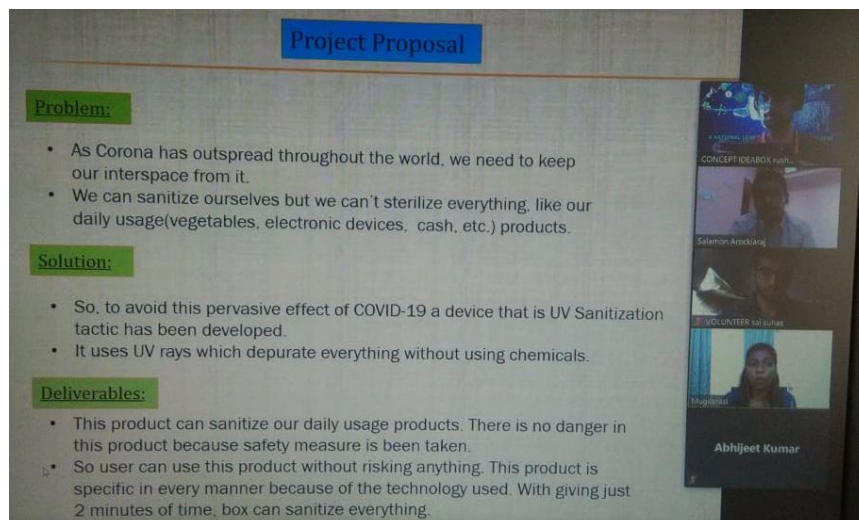 Project Proposal
Problem:
• As Corona has outspread throughout the world, we need to keep
our interspace from it.
• We can sanitize ourselves but we can't sterilize everything, like our
daily usage(vegetables, electronic devices, cash, etc.) products.
Solution:
• So, to avoid this pervasive effect of COVID-19 a device that is UV Sanitization
tactic has been developed.
• It uses UV rays which depurate everything without using chemicals.
Deliverables:
• This product can sanitize our daily usage products. There is no danger in
this product because safety measure is been taken.
• So user can use this product without risking anything. This product is
specific in every manner because of the technology used. With giving just
2 minutes of time, box can sanitize everything.
CONCEPT IDEABOX rush...
Salamon Arockiaraj
VOLUNTEER sai suhas
Mugilarasi
Abhijeet Kumar